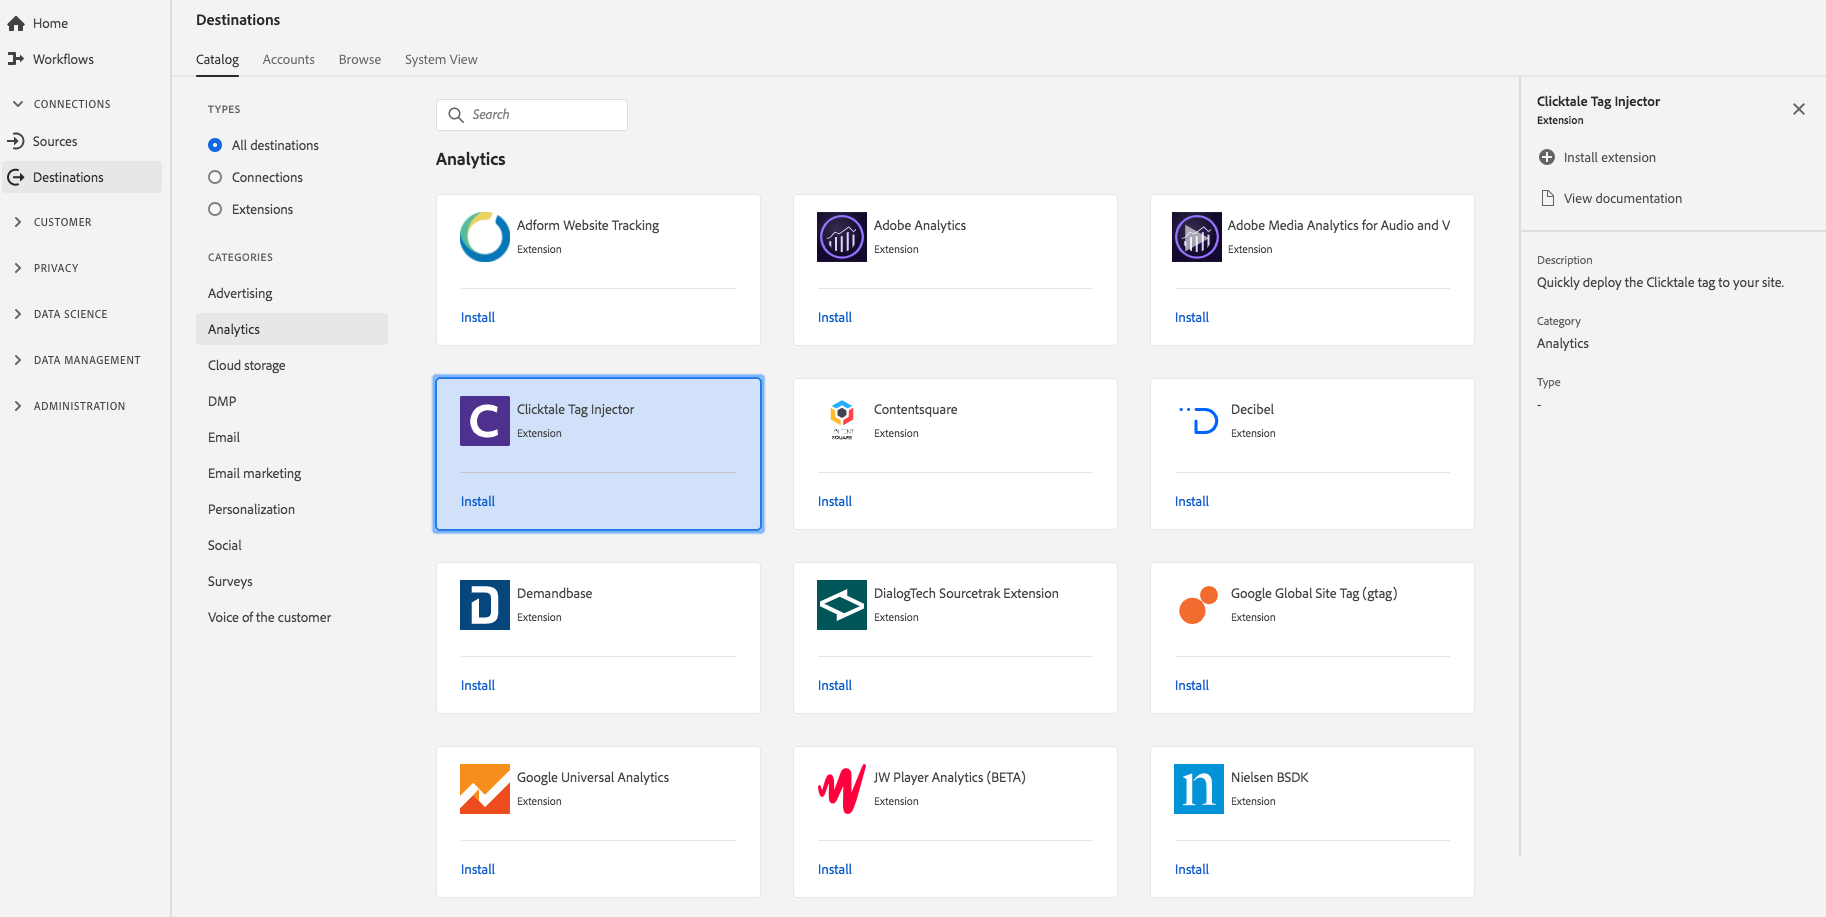 Home
Workflows
CONNECTIONS
Sources
Destinations
CUSTOMER
PRIVACY
DATA SCIENCE
DATA MANAGEMENT
ADMINISTRATION
Destinations
Catalog Accounts Browse System View
TYPES
All destinations
Connections
Extensions
CATEGORIES
Advertising
Analytics
Cloud storage
DMP
Email
Email marketing
Personalization
Social
Surveys
Voice of the customer
Search
Analytics
Adform Website Tracking
Extension
Install
Adobe Analytics
Extension
Install
Adobe Media Analytics for Audio and V
Extension
Install
C
Clicktale Tag Injector
Extension
Install
SQUARE
Contentsquare
Extension
Install
D
Decibel
Extension
Install
D
Demandbase
Extension
Install
DialogTech Sourcetrak Extension
Extension
Install
Google Global Site Tag (gtag)
Extension
Install
Google Universal Analytics
Extension
Install
JW Player Analytics (BETA)
Extension
Install
n
Nielsen BSDK
Extension
Install
Clicktale Tag Injector
Extension
Install extension
View documentation
Description
Quickly deploy the Clicktale tag to your site.
Category
Analytics
Type
-